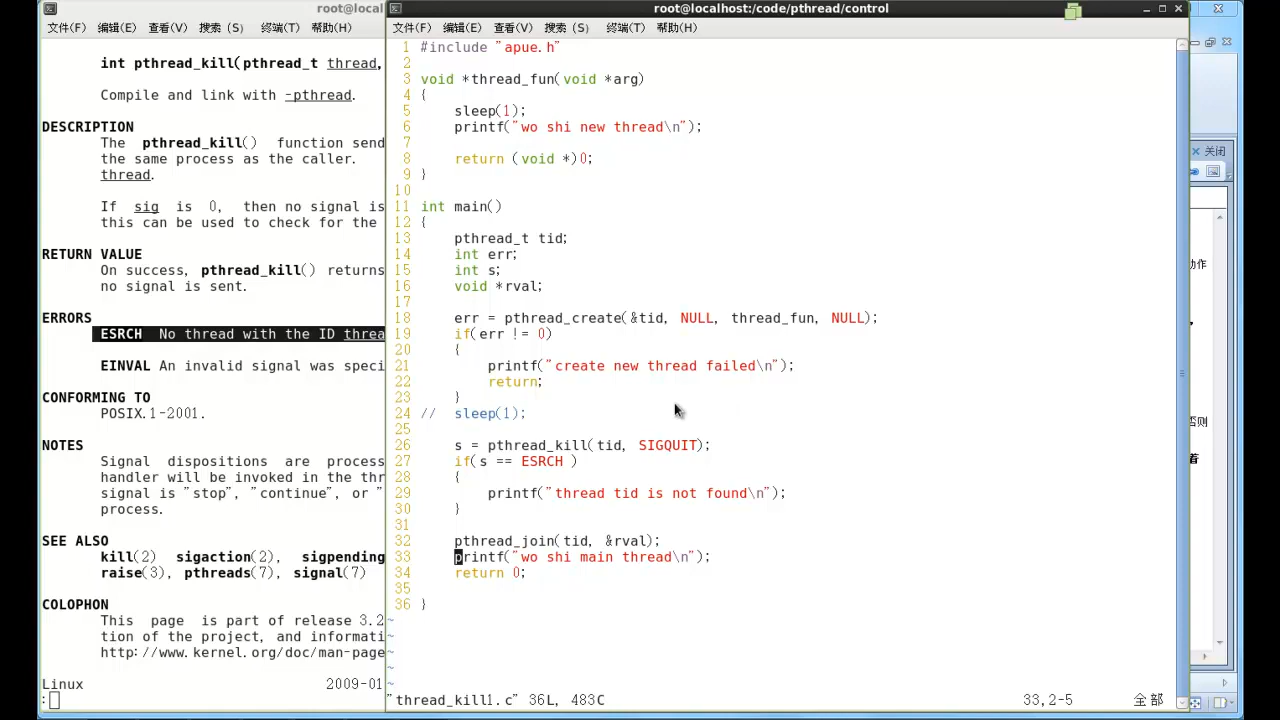 root@local
文件(F) 编辑(E) 查看(V) 搜索 (S) 终端(T) 帮助(H)
int pthread_kill(pthread_t thread,
Compile and link with -pthread.
DESCRIPTION
The pthread_kill() function send
the same process as the caller.
thread.
If sig is 0, then no signal is
this can be used to check for the
RETURN VALUE
On success, pthread_kill() returns
no signal is sent.
ERRORS
ESRCH No thread with the ID threa
EINVAL An invalid signal was speci
CONFORMING TO
POSIX.1-2001.
NOTES
Signal dispositions are process
handler will be invoked in the thr
signal is "stop", "continue", or "
process.
SEE ALSO
kill(2) sigaction(2), sigpending
raise(3), pthreads(7), signal(7)
COLOPHON
This page is part of release 3.2
tion of the project, and informati
http://www.kernel.org/doc/man-page
Linux 2009-01
:
root@localhost:/code/pthread/control
文件(F) 编辑(E) 查看(V) 搜索 (S) 终端(T) 帮助(H)
1 #include "apue.h"
2
3 void *thread_fun(void *arg)
4 {
5 sleep(1);
6 printf("wo shi new thread\n");
7
8 return (void *)0;
9 }
10
11 int main()
12 {
13 pthread_t tid;
14 int err;
15 int s;
16 void *rval;
17
18 err = pthread_create(&tid, NULL, thread_fun, NULL);
19 if(err != 0)
20 {
21 printf("create new thread failed\n");
22 return;
23 }
24 // sleep(1);
25
26 s = pthread_kill(tid, SIGQUIT);
27 if(s == ESRCH )
28 {
29 printf("thread tid is not found\n");
30 }
31
32 pthread_join(tid, &rval);
33 printf("wo shi main thread\n");
34 return 0;
35
36 }
~
~
~
~
"thread_kill1.c" 36L, 483C 33,2-5 全部
关闭
动作
否则
着